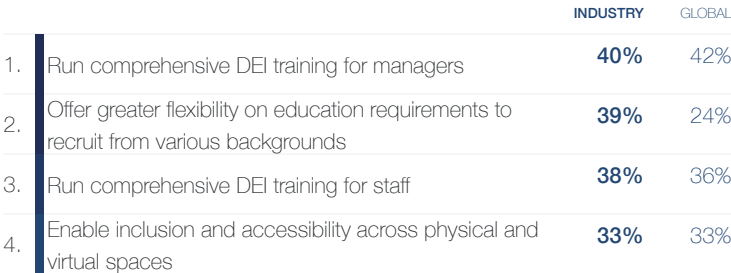 INDUSTRY GLOBAL
1. Run comprehensive DEI training for managers 40% 42%
Offer greater flexibility on education requirements to
2. recruit from various backgrounds 39% 24%
3. Run comprehensive DEI training for staff 38% 36%
Enable inclusion and accessibility across physical and
4. virtual spaces 33% 33%